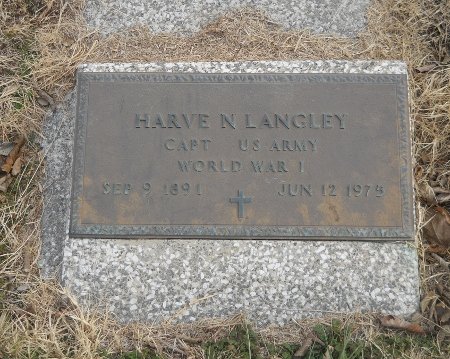 HARVE N LANGLEY
CAPT US ARMY
WORLD WAR I
SEP 9 1891 JUN 12 1975